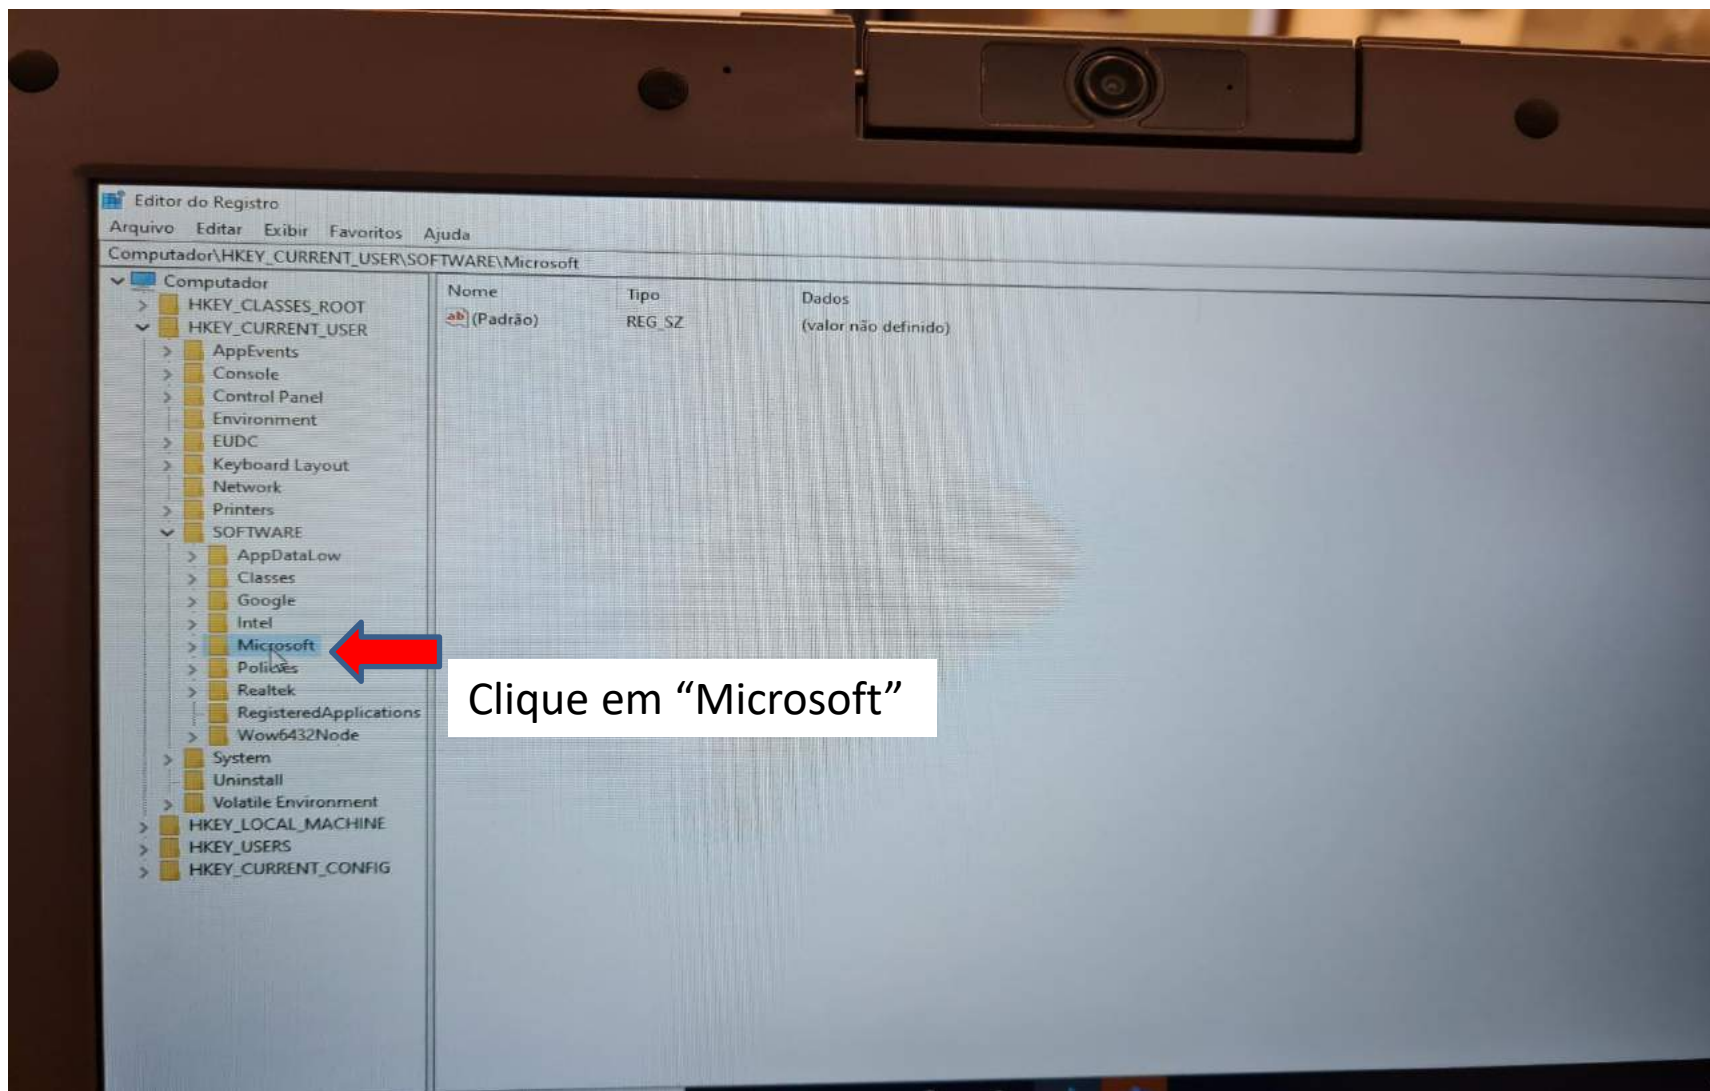 Editor do Registro
Arquivo Editar Exibir Favoritos Ajuda
Computador\HKEY_CURRENT_USER\SOFTWARE\Microsoft
Computador
HKEY_CLASSES_ROOT
HKEY_CURRENT_USER
AppEvents
Console
Control Panel
Environment
EUDC
Keyboard Layout
Network
Printers
SOFTWARE
AppDataLow
Classes
Google
Intel
Microsoft
Policies
Realtek
RegisteredApplications
Wow6432Node
System
Uninstall
Volatile Environment
HKEY_LOCAL_MACHINE
HKEY_USERS
HKEY_CURRENT_CONFIG
Nome Tipo Dados
ab (Padrão) REG_SZ (valor não definido)
Clique em “Microsoft”